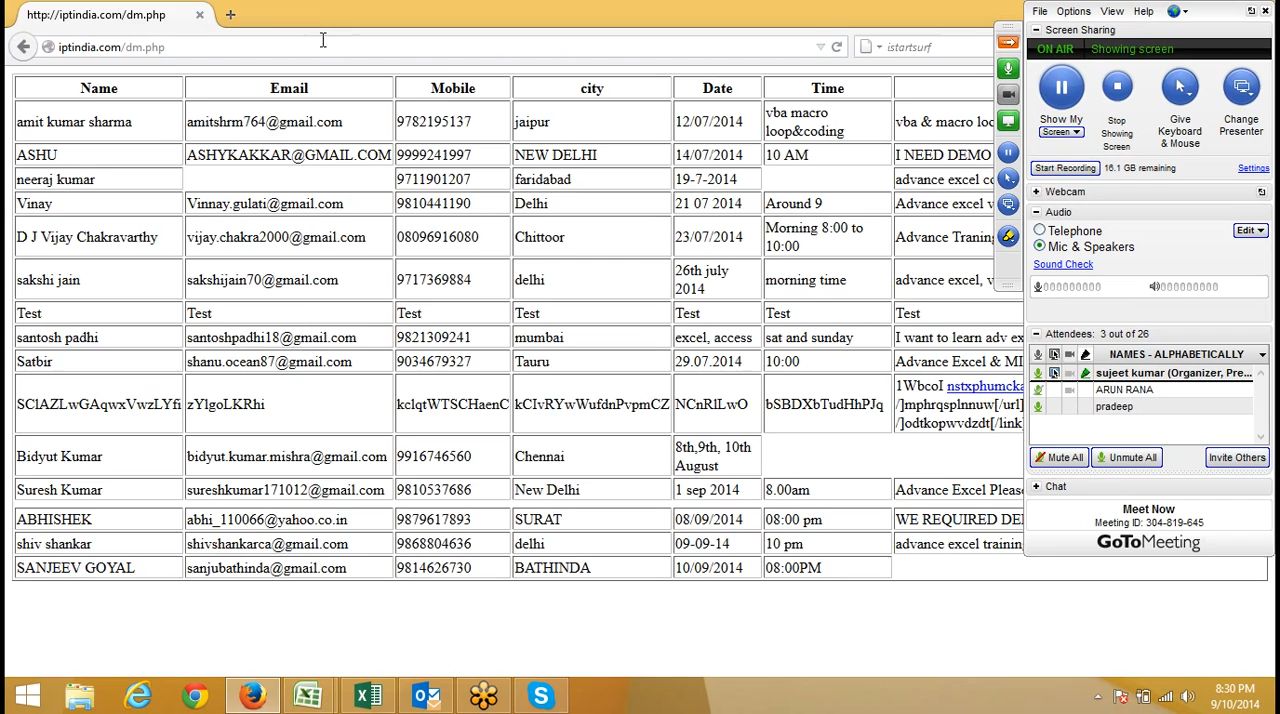 http://iptindia.com/dm.php
iptindia.com/dm.php
istartsurf
Name Email Mobile city Date Time
amit kumar sharma amitshrm764@gmail.com 9782195137 jaipur 12/07/2014 vba macro loop&coding vba & macro loo
ASHU ASHYKAKKAR@GMAIL.COM 9999241997 NEW DELHI 14/07/2014 10 AM I NEED DEMO
neeraj kumar 9711901207 faridabad 19-7-2014 advance excel co
Vinay Vinnay.gulati@gmail.com 9810441190 Delhi 21 07 2014 Around 9 Advance excel v
D J Vijay Chakravarthy vijay.chakra2000@gmail.com 08096916080 Chittoor 23/07/2014 Morning 8:00 to 10:00 Advance Traning
sakshi jain sakshijain70@gmail.com 9717369884 delhi 26th july 2014 morning time advance excel, v
Test Test Test Test Test Test
santosh padhi santoshpadhi18@gmail.com 9821309241 mumbai excel, access sat and sunday I want to learn adv ex
Satbir shanu.ocean87@gmail.com 9034679327 Tauru 29.07.2014 10:00 Advance Excel & MI
SClAZLwGAqwxVwzLYfi zYlgoLKRhi kclqtWTSCHaenC kCIvRYwWufdnPvpmCZ NCnRlLwO bSBDXbTudHhPJq 1WbcoI nstxphumcka
/]mphrqsplnnuw[/url]
/]odtkopwvdzdt[/link]
Bidyut Kumar bidyut.kumar.mishra@gmail.com 9916746560 Chennai 8th,9th, 10th August
Suresh Kumar sureshkumar171012@gmail.com 9810537686 New Delhi 1 sep 2014 8.00am Advance Excel Please
ABHISHEK abhi_110066@yahoo.co.in 9879617893 SURAT 08/09/2014 08:00 pm WE REQUIRED DE
shiv shankar shivshankarca@gmail.com 9868804636 delhi 09-09-14 10 pm advance excel training
SANJEEV GOYAL sanjubathinda@gmail.com 9814626730 BATHINDA 10/09/2014 08:00PM
File Options View Help
Screen Sharing
ON AIR Showing screen
Show My Screen
Stop Showing Screen
Give Keyboard & Mouse
Change Presenter
Start Recording 16.1 GB remaining Settings
Webcam
Audio
Telephone Edit
Mic & Speakers
Sound Check
Attendees: 3 out of 26
NAMES - ALPHABETICALLY
sujeet kumar (Organizer, Pre...
ARUN RANA
pradeep
Mute All Unmute All Invite Others
Chat
Meet Now
Meeting ID: 304-819-645
GoToMeeting
8:30 PM
9/10/2014